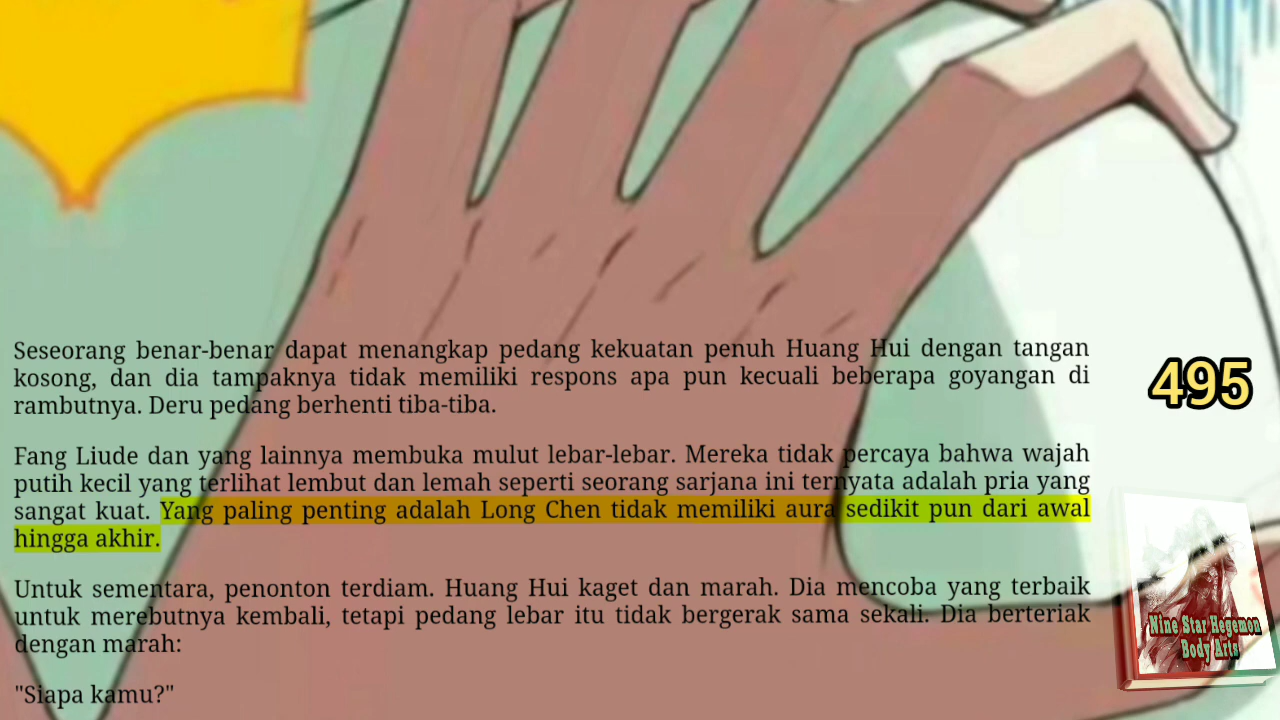 Seseorang benar-benar dapat menangkap pedang kekuatan penuh Huang Hui dengan tangan
kosong, dan dia tampaknya tidak memiliki respons apa pun kecuali beberapa goyangan di
rambutnya. Deru pedang berhenti tiba-tiba.
Fang Liude dan yang lainnya membuka mulut lebar-lebar. Mereka tidak percaya bahwa wajah
putih kecil yang terlihat lembut dan lemah seperti seorang sarjana ini ternyata adalah pria yang
sangat kuat. Yang paling penting adalah Long Chen tidak memiliki aura sedikit pun dari awal
hingga akhir.
Untuk sementara, penonton terdiam. Huang Hui kaget dan marah. Dia mencoba yang terbaik
untuk merebutnya kembali, tetapi pedang lebar itu tidak bergerak sama sekali. Dia berteriak
dengan marah:
"Siapa kamu?"
495
Nine Star Hegemon
Body Arts